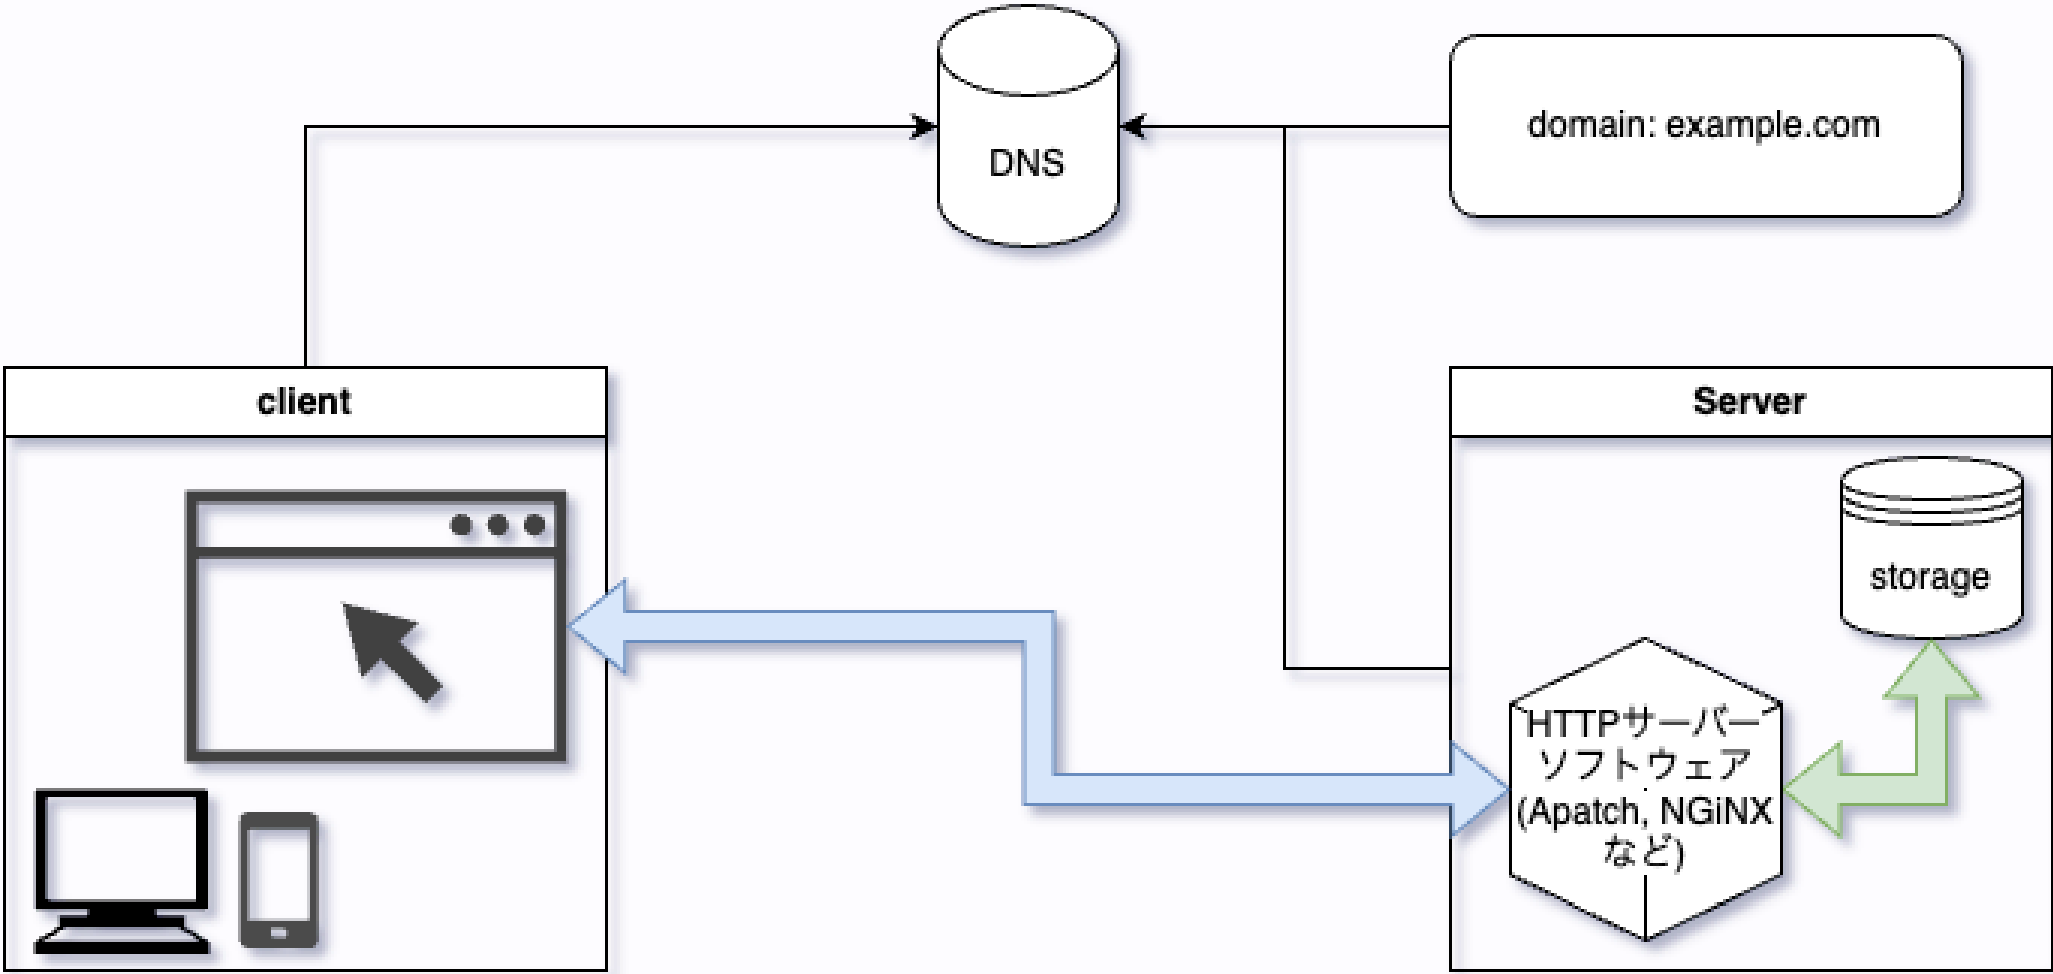 DNS
domain: example.com
client
Server
storage
HTTPサーバー
ソフトウェア
(Apatch, NGiNX
など)